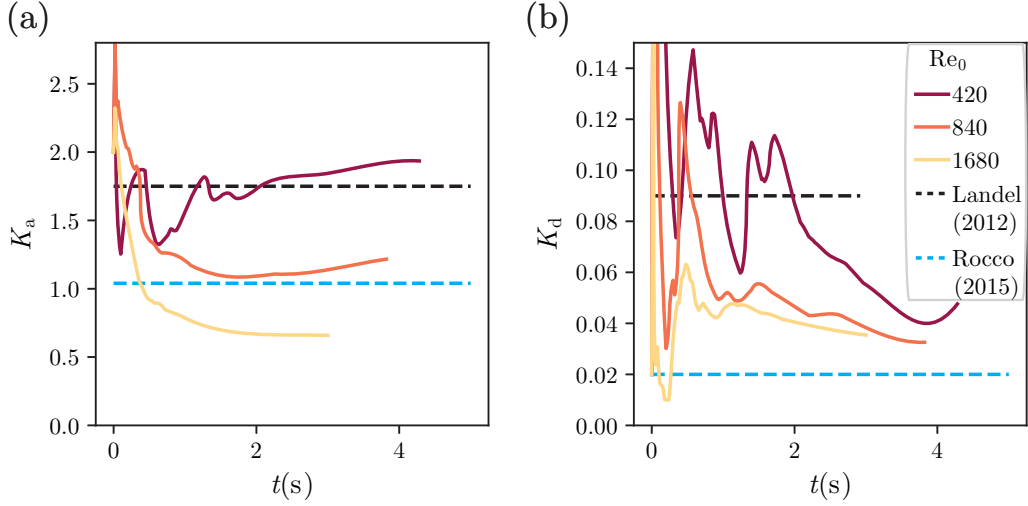 (a)
2.5
2.0
1.5
1.0
0.5
0.0
K_a
0 2 4
t(s)
(b)
0.14
0.12
0.10
0.08
0.06
0.04
0.02
0.00
K_d
0 2 4
t(s)
Re₀
420
840
1680
Landel
(2012)
Rocco
(2015)